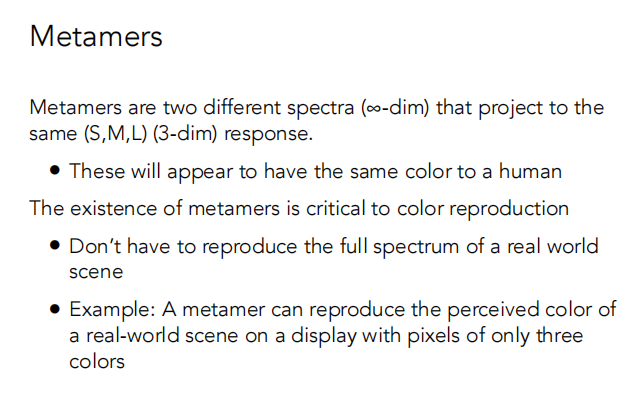 Metamers
Metamers are two different spectra (∞-dim) that project to the
same (S,M,L) (3-dim) response.
• These will appear to have the same color to a human
The existence of metamers is critical to color reproduction
• Don’t have to reproduce the full spectrum of a real world
scene
• Example: A metamer can reproduce the perceived color of
a real-world scene on a display with pixels of only three
colors